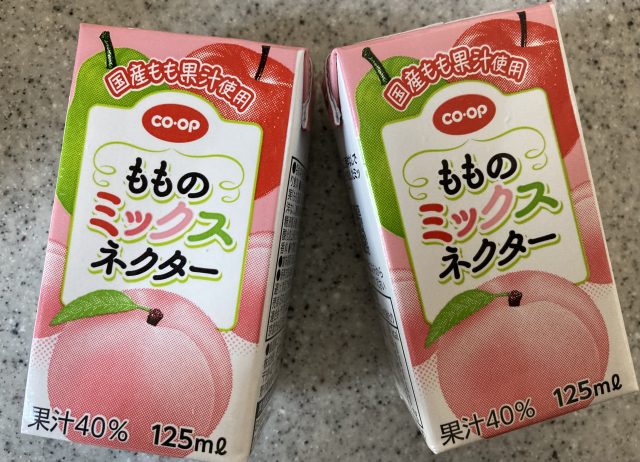 国産もも果汁使用
CO·OP
ももの
ミックス
ネクター
果汁40%
125ml
国産もも果汁使用
CO·OP
ももの
ミックス
ネクター
果汁40%
125ml